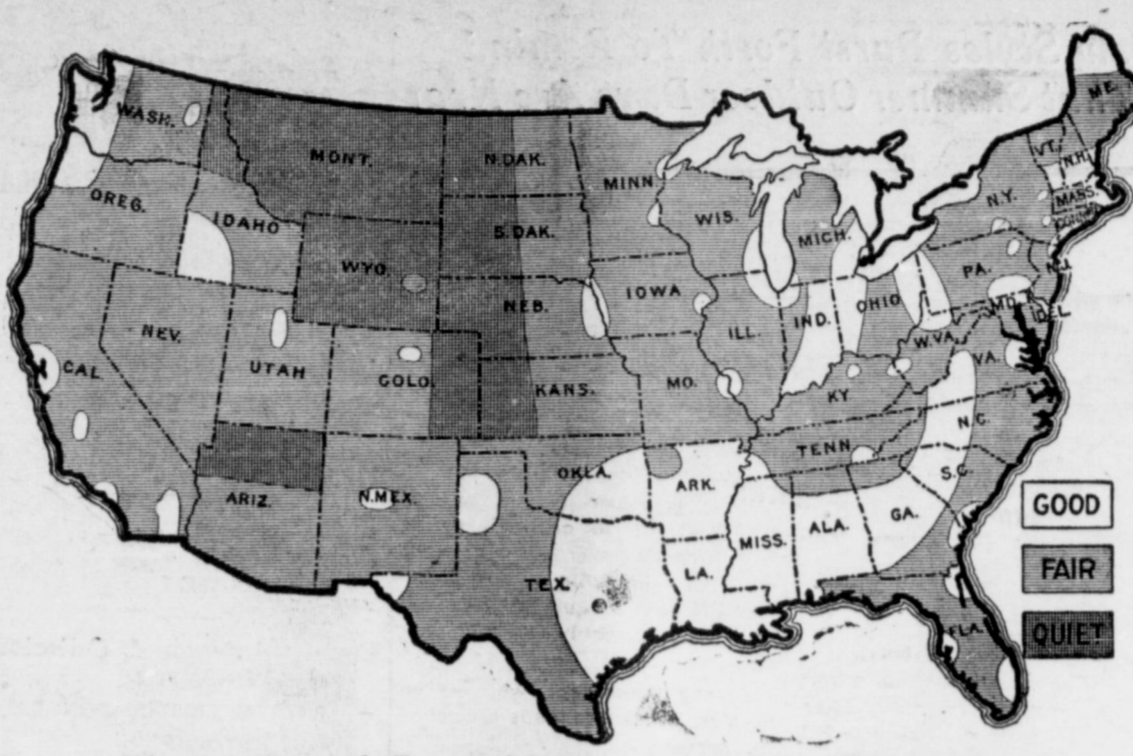 ME.
WASH.
MONT.
N.DAK.
MINN
VT.
N.H.
OREG.
IDAHO
S.DAK.
WIS.
MICH.
N.Y.
MASS.
CONN.
WYO.
NEB.
IOWA
PA.
N.J.
NEV.
ILL.
IND.
OHIO
MD.
DEL.
CAL.
UTAH
COLO.
KANS.
MO.
KY
W.VA.
VA.
TENN
N.C.
ARIZ.
N.MEX.
OKLA.
ARK.
S.C.
TEX.
MISS.
ALA.
GA.
LA.
FLA.
GOOD
FAIR
QUIET